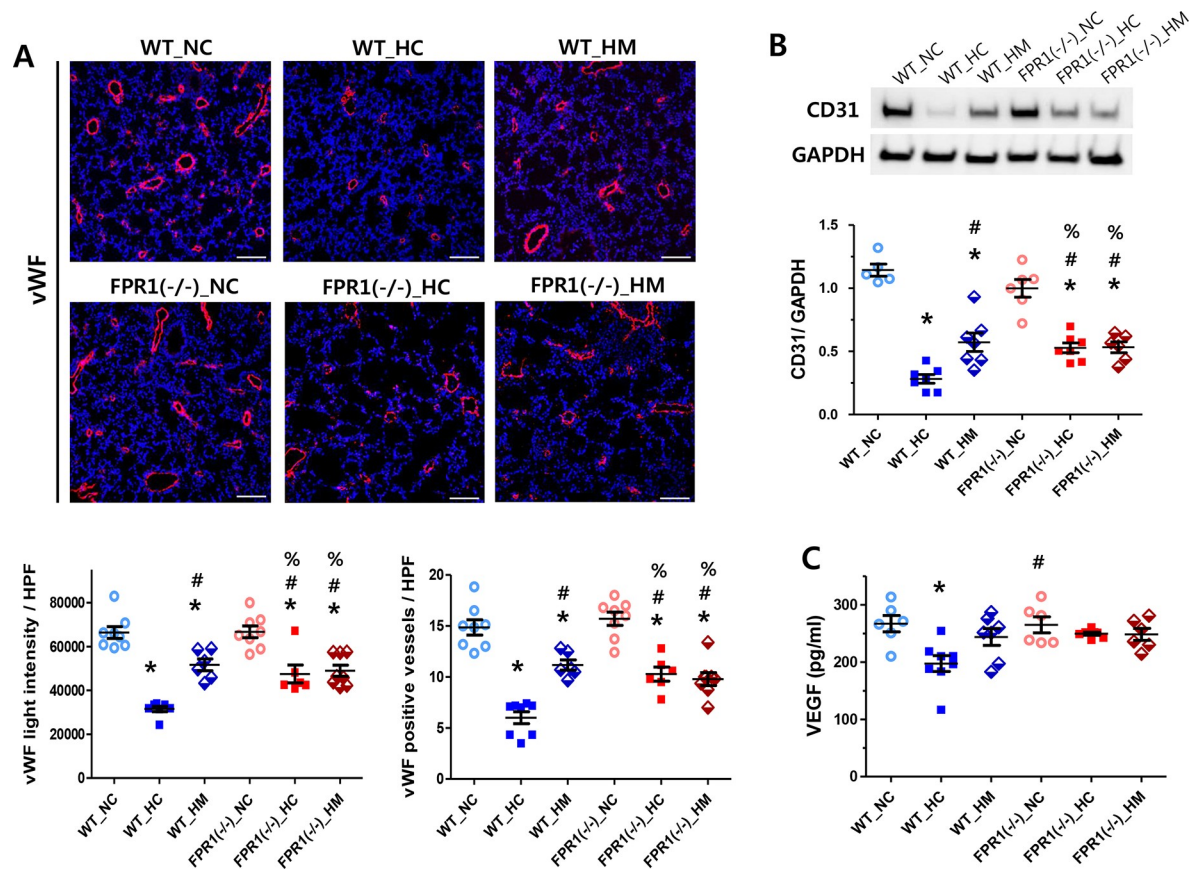 A
WT_NC
WT_HC
WT_HM
vWF
FPR1(-/-)_NC
FPR1(-/-)_HC
FPR1(-/-)_HM
vWF light intensity / HPF
80000
60000
40000
20000
0
*
#
*
%
#
*
%
#
*
WT_NC
WT_HC
WT_HM
FPR1(-/-)_NC
FPR1(-/-)_HC
FPR1(-/-)_HM
vWF positive vessels / HPF
20
15
10
5
0
*
#
*
%
#
*
%
#
*
WT_NC
WT_HC
WT_HM
FPR1(-/-)_NC
FPR1(-/-)_HC
FPR1(-/-)_HM
B
WT_NC
WT_HC
WT_HM
FPR1(-/-)_NC
FPR1(-/-)_HC
FPR1(-/-)_HM
CD31
GAPDH
CD31/ GAPDH
1.5
1.0
0.5
0.0
*
#
*
%
#
*
%
#
*
WT_NC
WT_HC
WT_HM
FPR1(-/-)_NC
FPR1(-/-)_HC
FPR1(-/-)_HM
C
VEGF (pg/ml)
300
200
100
0
*
#
WT_NC
WT_HC
WT_HM
FPR1(-/-)_NC
FPR1(-/-)_HC
FPR1(-/-)_HM